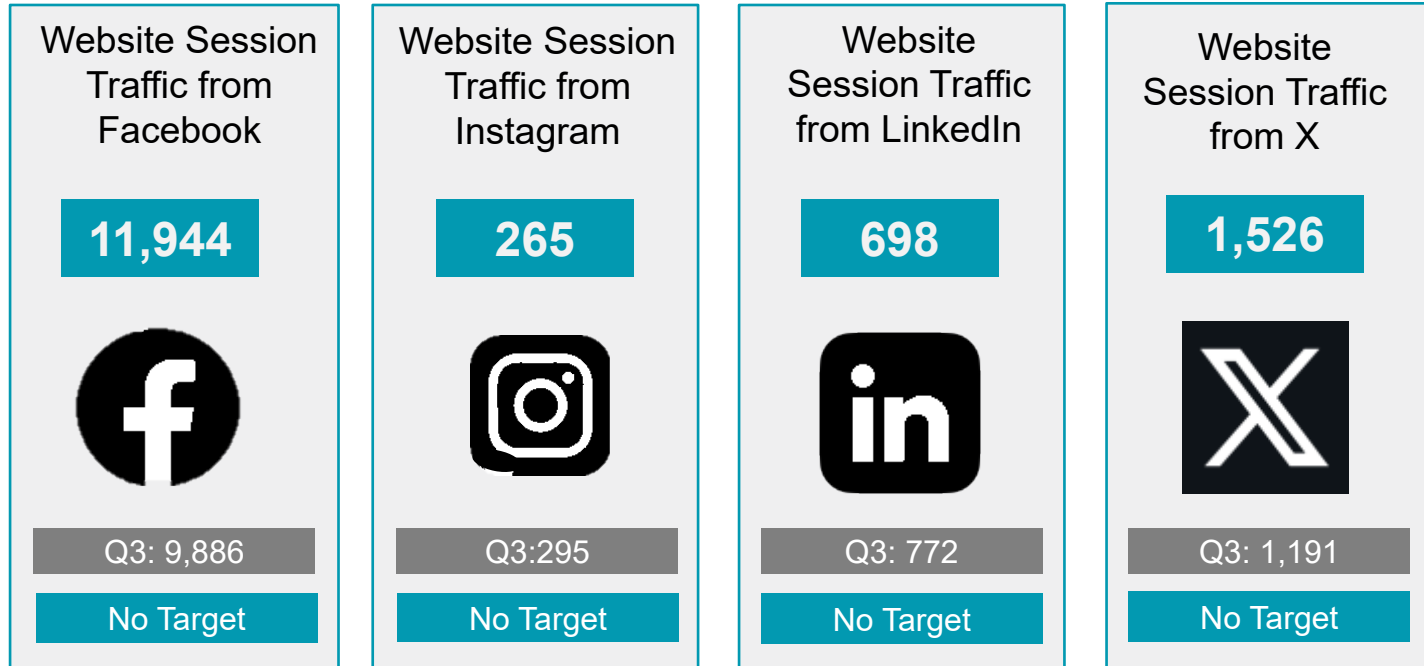 Website Session
Traffic from
Facebook
11,944
Q3: 9,886
No Target
Website Session
Traffic from
Instagram
265
Q3:295
No Target
Website
Session Traffic
from LinkedIn
698
in
Q3: 772
No Target
Website
Session Traffic
from X
1,526
X
Q3: 1,191
No Target